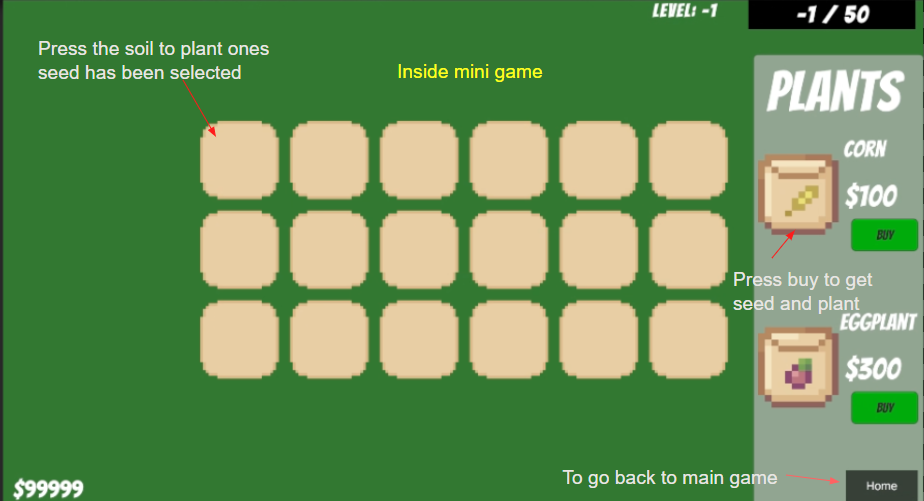 LEVEL: -1
-1 / 50
Press the soil to plant ones
seed has been selected
Inside mini game
PLANTS
CORN
$100
BUY
Press buy to get
seed and plant
EGGPLANT
$300
BUY
To go back to main game
Home
$99999